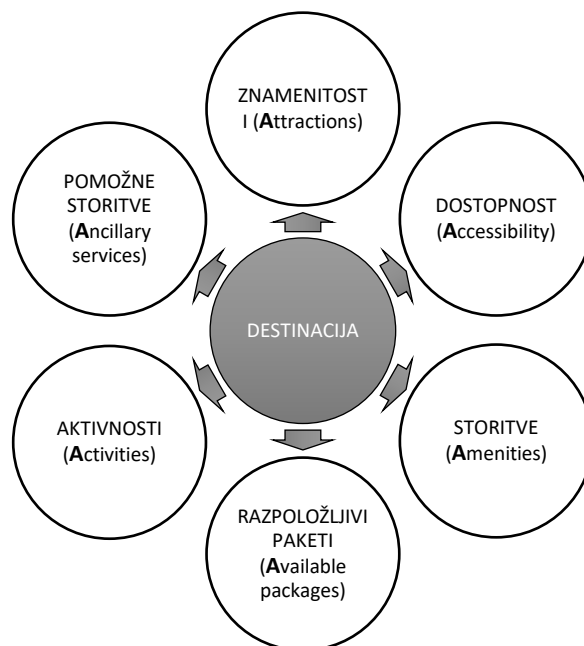 ZNAMENITOST
I (Attractions)
POMOŽNE
STORITVE
(Ancillary
services)
DOSTOPNOST
(Accessibility)
DESTINACIJA
AKTIVNOSTI
(Activities)
STORITVE
(Amenities)
RAZPOLOŽLJIVI
PAKETI
(Available
packages)